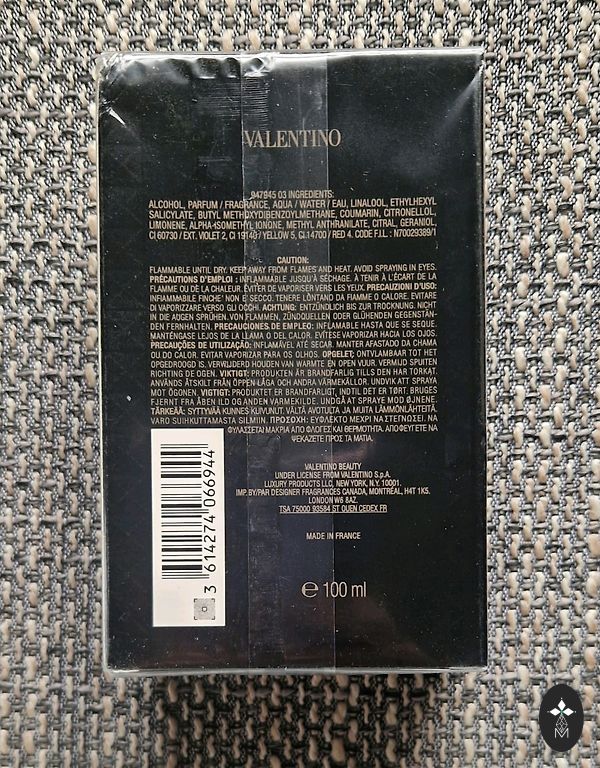 VALENTINO
947945 03 INGREDIENTS:
ALCOHOL, PARFUM / FRAGRANCE, AQUA / WATER / EAU, LINALOOL, ETHYLHEXYL
SALICYLATE, BUTYL METHOXYDIBENZOYLMETHANE, COUMARIN, CITRONELLOL,
LIMONENE, ALPHA-ISOMETHYL IONONE, METHYL ANTHRANILATE, CITRAL, GERANIOL,
CI 60730 / EXT. VIOLET 2, CI 19140 / YELLOW 5, CI 14700 / RED 4. CODE F.I.L. : N70029389/1
CAUTION:
FLAMMABLE UNTIL DRY. KEEP AWAY FROM FLAMES AND HEAT. AVOID SPRAYING IN EYES.
PRÉCAUTIONS D'EMPLOI : INFLAMMABLE JUSQU'À SÉCHAGE. À TENIR À L'ÉCART DE LA
FLAMME OU DE LA CHALEUR. ÉVITER DE VAPORISER VERS LES YEUX. PRECAUZIONI D'USO:
INFIAMMABILE FINCHE' NON E' SECCO. TENERE LONTANO DA FIAMME O CALORE. EVITARE
DI VAPORIZZARE VERSO GLI OCCHI. ACHTUNG: ENTZÜNDLICH BIS ZUR TROCKNUNG. NICHT
IN DIE AUGEN SPRÜHEN. VON FLAMMEN, ZÜNDQUELLEN ODER GLÜHENDEN GEGENSTÄN-
DEN FERNHALTEN. PRECAUCIONES DE EMPLEO: INFLAMABLE HASTA QUE SE SEQUE.
MANTÉNGASE LEJOS DE LA LLAMA O DEL CALOR. EVÍTESE VAPORIZAR HACIA LOS OJOS.
PRECAUÇÕES DE UTILIZAÇÃO: INFLAMÁVEL ATÉ SECAR. MANTER AFASTADO DA CHAMA
OU DO CALOR. EVITAR VAPORIZAR PARA OS OLHOS. OPGELET: ONTVLAMBAAR TOT HET
OPGEDROOGD IS. VERWIJDERD HOUDEN VAN WARMTE EN OPEN VUUR. VERMIJD SPUITEN
RICHTING DE OGEN. VIKTIGT: PRODUKTEN ÄR BRANDFARLIG TILLS DEN HAR TORKAT.
ANVÄNDS ÅTSKILT FRÅN ÖPPEN LÅGA OCH ANDRA VÄRMEKÄLLOR. UNDVIK ATT SPRAYA
MOT ÖGONEN. VIGTIGT: PRODUKTET ER BRANDFARLIGT, INDTIL DET ER TØRT. BRUGES
FJERNT FRA ÅBEN ILD OG ANDEN VARMEKILDE. UNDGÅ AT SPRAY MOD ØJNENE.
TÄRKEÄÄ: SYTTYVÄÄ KUNNES KUIVUNUT. VÄLTÄ AVOTULTA JA MUITA LÄMMÖNLÄHTEITÄ.
VARO SUIHKUTTAMASTA SILMIIN. ΠΡΟΣΟΧΗ: ΕΥΦΛΕΚΤΟ ΜΕΧΡΙ ΝΑ ΣΤΕΓΝΩΣΕΙ. ΝΑ
ΦΥΛΑΣΣΕΤΑΙ ΜΑΚΡΙΑ ΑΠΟ ΦΛΟΓΕΣ ΚΑΙ ΘΕΡΜΟΤΗΤΑ. ΑΠΟΦΕΥΓΕΤΕ ΝΑ
ΨΕΚΑΖΕΤΕ ΠΡΟΣ ΤΑ ΜΑΤΙΑ.
VALENTINO BEAUTY
UNDER LICENSE FROM VALENTINO S.p.A.
LUXURY PRODUCTS LLC, NEW YORK, N.Y. 10001.
IMP. BY/PAR DESIGNER FRAGRANCES CANADA, MONTRÉAL, H4T 1K5.
LONDON W6 8AZ.
TSA 75000 93584 ST OUEN CEDEX FR
MADE IN FRANCE
℮ 100 ml
3 614274 066944
M